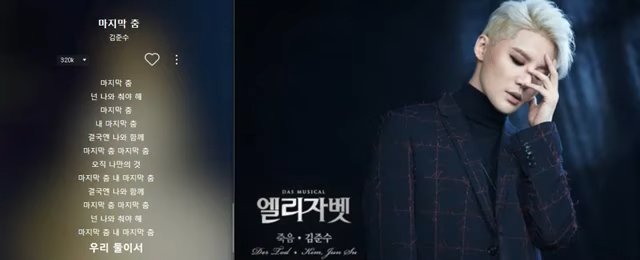 마지막 춤
김준수
320k
마지막 춤
넌 나와 춰야 해
마지막 춤
내 마지막 춤
결국엔 나와 함께
마지막 춤 마지막 춤
오직 나만의 것
마지막 춤 내 마지막 춤
결국엔 나와 함께
마지막 춤 마지막 춤
넌 나와 춰야 해
마지막 춤 내 마지막 춤
우리 둘이서
DAS MUSICAL
엘리자벳
죽음 • 김준수
Der Tod • Kim, Jun Su